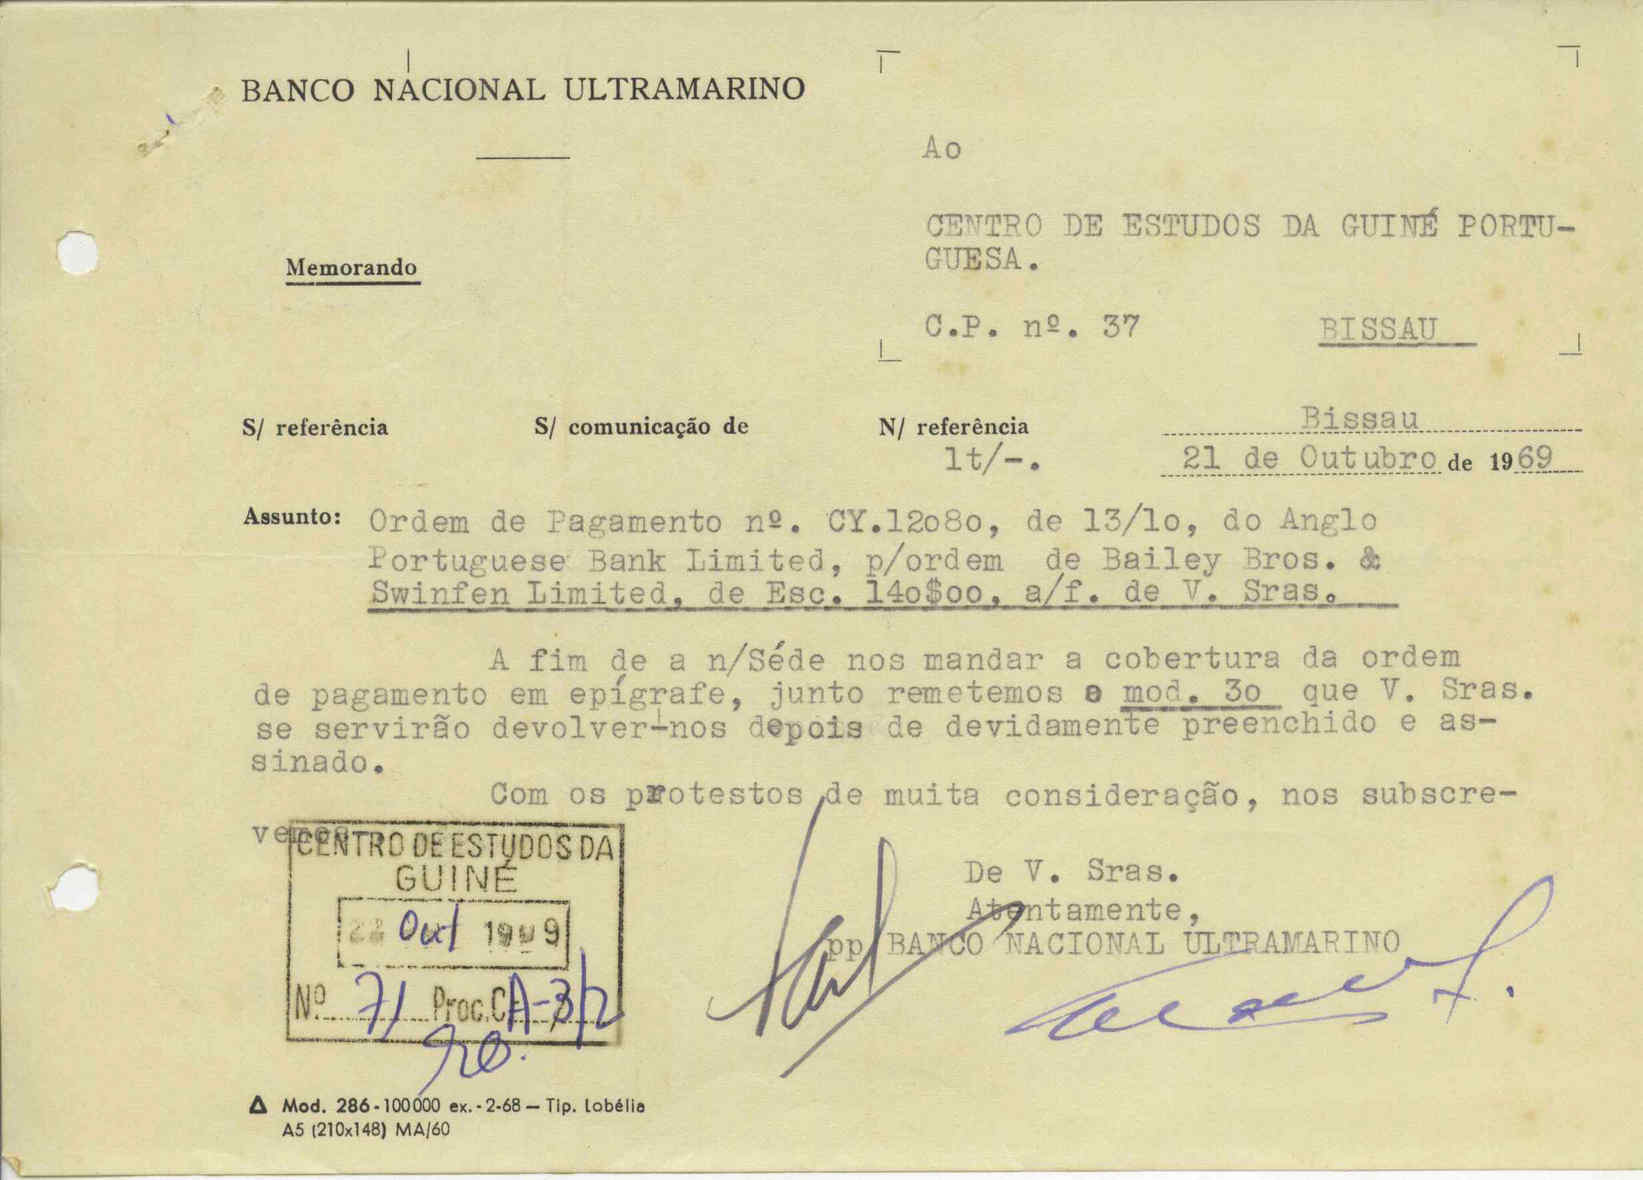 BANCO NACIONAL ULTRAMARINO
Ao
CENTRO DE ESTUDOS DA GUINÉ PORTU-
GUESA.
Memorando
C.P. nº. 37 BISSAU
S/ referência S/ comunicação de N/ referência Bissau
lt/-. 21 de Outubro de 1969
Assunto: Ordem de Pagamento nº. CY.12o8o, de 13/1o, do Anglo
Portuguese Bank Limited, p/ordem de Bailey Bros. &
Swinfen Limited, de Esc. 14o$oo, a/f. de V. Sras.
A fim de a n/Séde nos mandar a cobertura da ordem
de pagamento em epígrafe, junto remetemos o mod. 3o que V. Sras.
se servirão devolver-nos depois de devidamente preenchido e as-
sinado.
Com os protestos de muita consideração, nos subscre-
vemos
CENTRO DE ESTUDOS DA
GUINÉ
22 Out 1969
Nº 71 Proc. C A-3/2
De V. Sras.
Atentamente,
pp BANCO NACIONAL ULTRAMARINO
Mod. 286-100000 ex.-2-68 — Tip. Lobélia
A5 (210x148) MA/60